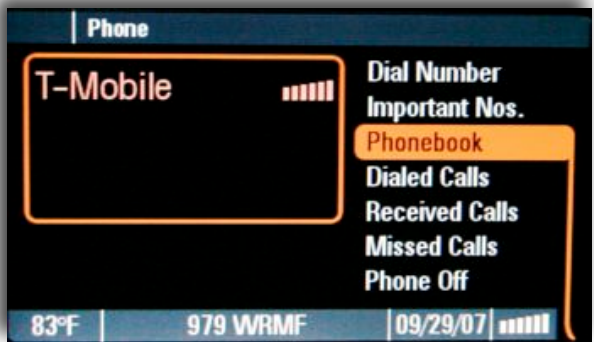 Phone
T-Mobile
Dial Number
Important Nos.
Phonebook
Dialed Calls
Received Calls
Missed Calls
Phone Off
83°F 979 WRMF 09/29/07